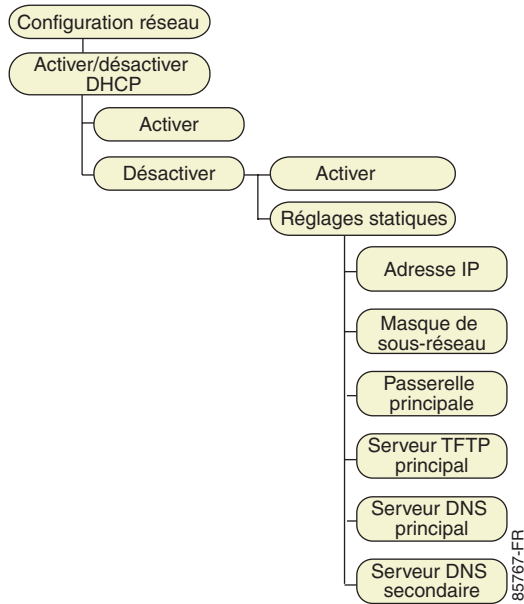 Configuration réseau
Activer/désactiver
DHCP
Activer
Désactiver
Activer
Réglages statiques
Adresse IP
Masque de
sous-réseau
Passerelle
principale
Serveur TFTP
principal
Serveur DNS
principal
Serveur DNS
secondaire
85767-FR